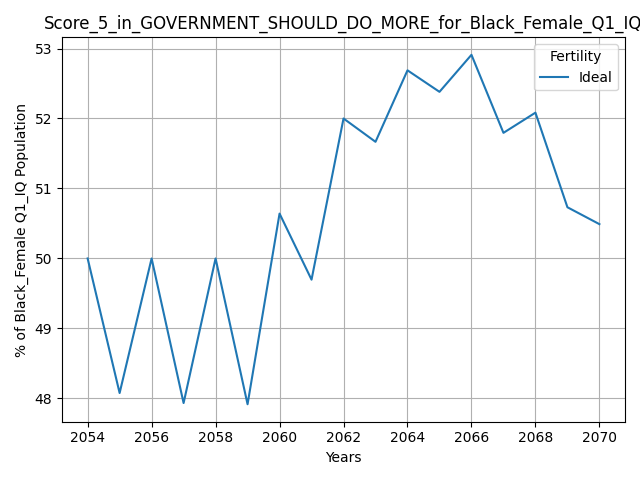 Score_5_in_GOVERNMENT_SHOULD_DO_MORE_for_Black_Female_Q1_IQ
53
52
51
50
49
48
% of Black_Female Q1_IQ Population
Fertility
Ideal
2054 2056 2058 2060 2062 2064 2066 2068 2070
Years